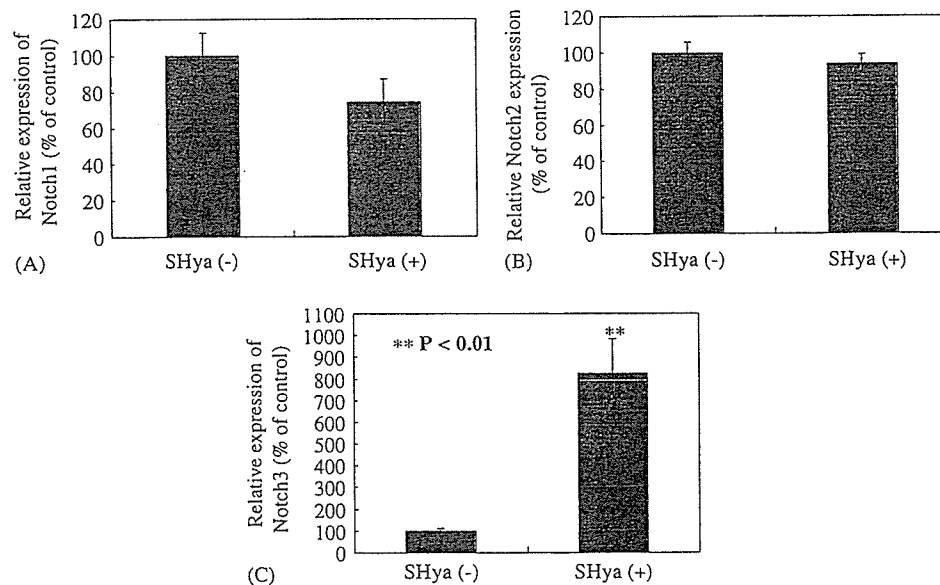 Relative expression of
Notch1 (% of control)
120
100
80
60
40
20
0
SHya (-)
SHya (+)
(A)
Relative Notch2 expression
(% of control)
120
100
80
60
40
20
0
SHya (-)
SHya (+)
(B)
Relative expression of
Notch3 (% of control)
1100
1000
900
800
700
600
500
400
300
200
100
0
** P < 0.01
**
SHya (-)
SHya (+)
(C)